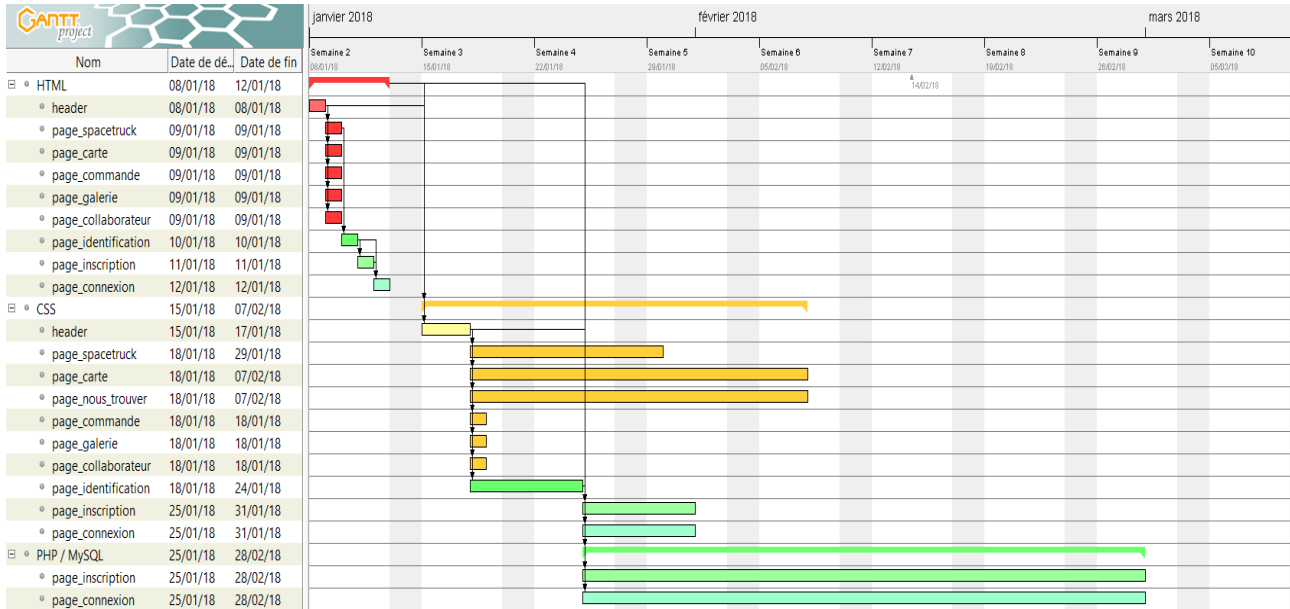 GANTT
project
janvier 2018 février 2018 mars 2018
Semaine 2 Semaine 3 Semaine 4 Semaine 5 Semaine 6 Semaine 7 Semaine 8 Semaine 9 Semaine 10
08/01/18 15/01/18 22/01/18 29/01/18 05/02/18 12/02/18 19/02/18 26/02/18 05/03/18
14/02/18
Nom Date de dé... Date de fin
HTML 08/01/18 12/01/18
header 08/01/18 08/01/18
page_spacetruck 09/01/18 09/01/18
page_carte 09/01/18 09/01/18
page_commande 09/01/18 09/01/18
page_galerie 09/01/18 09/01/18
page_collaborateur 09/01/18 09/01/18
page_identification 10/01/18 10/01/18
page_inscription 11/01/18 11/01/18
page_connexion 12/01/18 12/01/18
CSS 15/01/18 07/02/18
header 15/01/18 17/01/18
page_spacetruck 18/01/18 29/01/18
page_carte 18/01/18 07/02/18
page_nous_trouver 18/01/18 07/02/18
page_commande 18/01/18 18/01/18
page_galerie 18/01/18 18/01/18
page_collaborateur 18/01/18 18/01/18
page_identification 18/01/18 24/01/18
page_inscription 25/01/18 31/01/18
page_connexion 25/01/18 31/01/18
PHP / MySQL 25/01/18 28/02/18
page_inscription 25/01/18 28/02/18
page_connexion 25/01/18 28/02/18